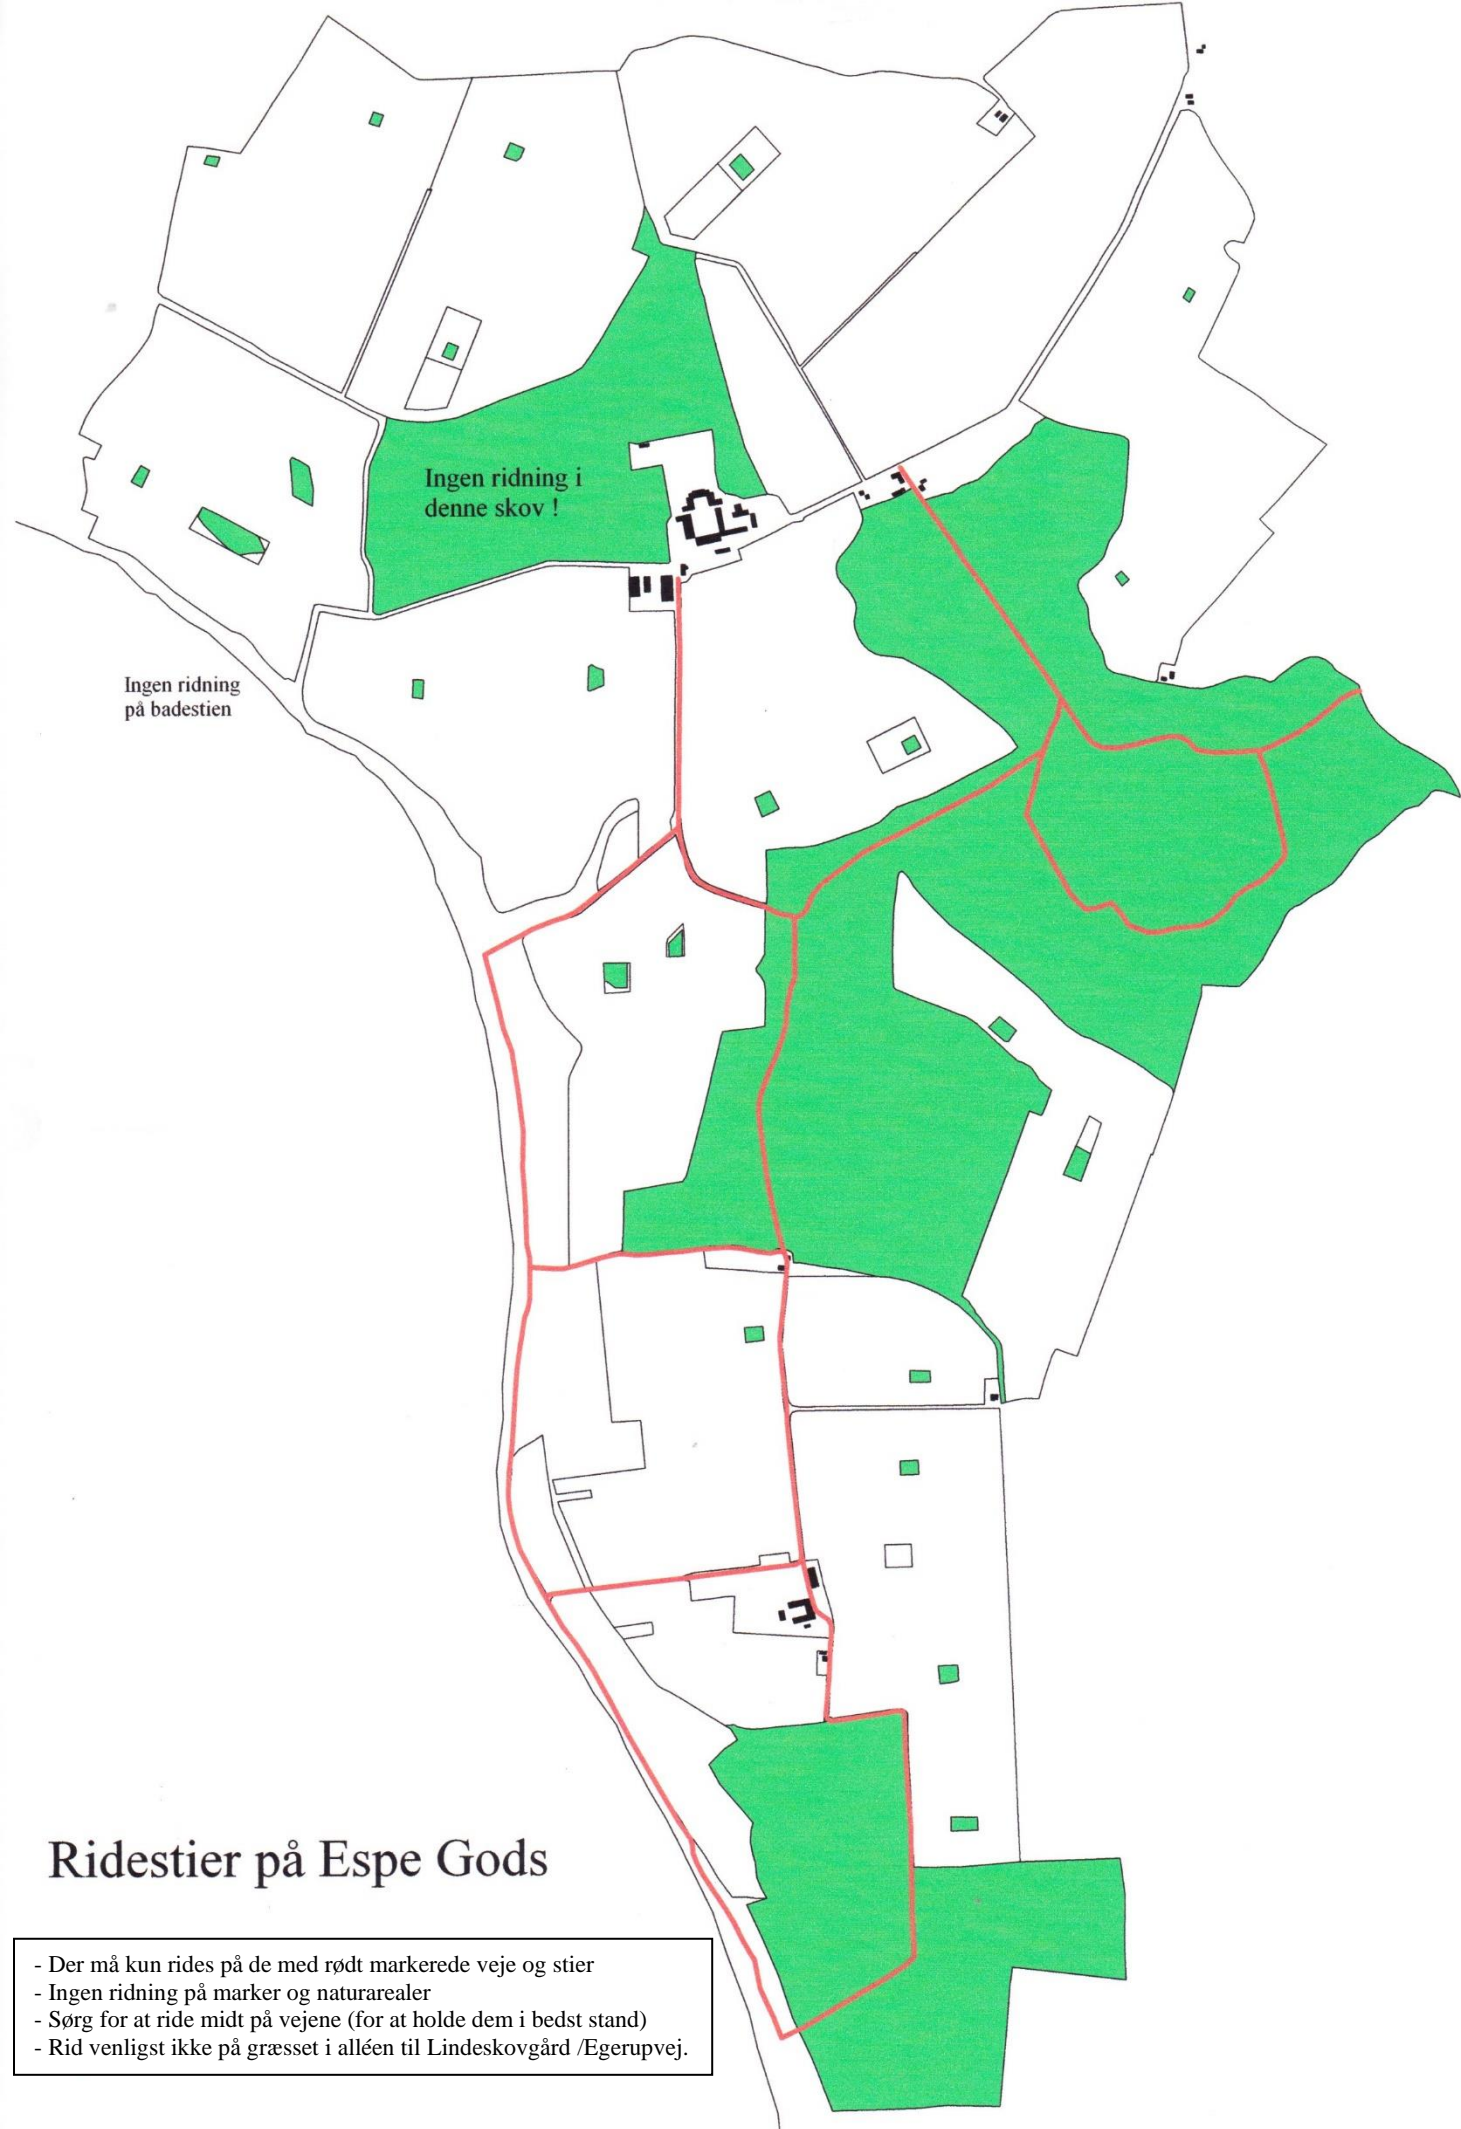 Ingen ridning i
denne skov !
Ingen ridning
på badestien
Ridestier på Espe Gods
- Der må kun rides på de med rødt markerede veje og stier
- Ingen ridning på marker og naturarealer
- Sørg for at ride midt på vejene (for at holde dem i bedst stand)
- Rid venligst ikke på græsset i alléen til Lindeskovgård /Egerupvej.